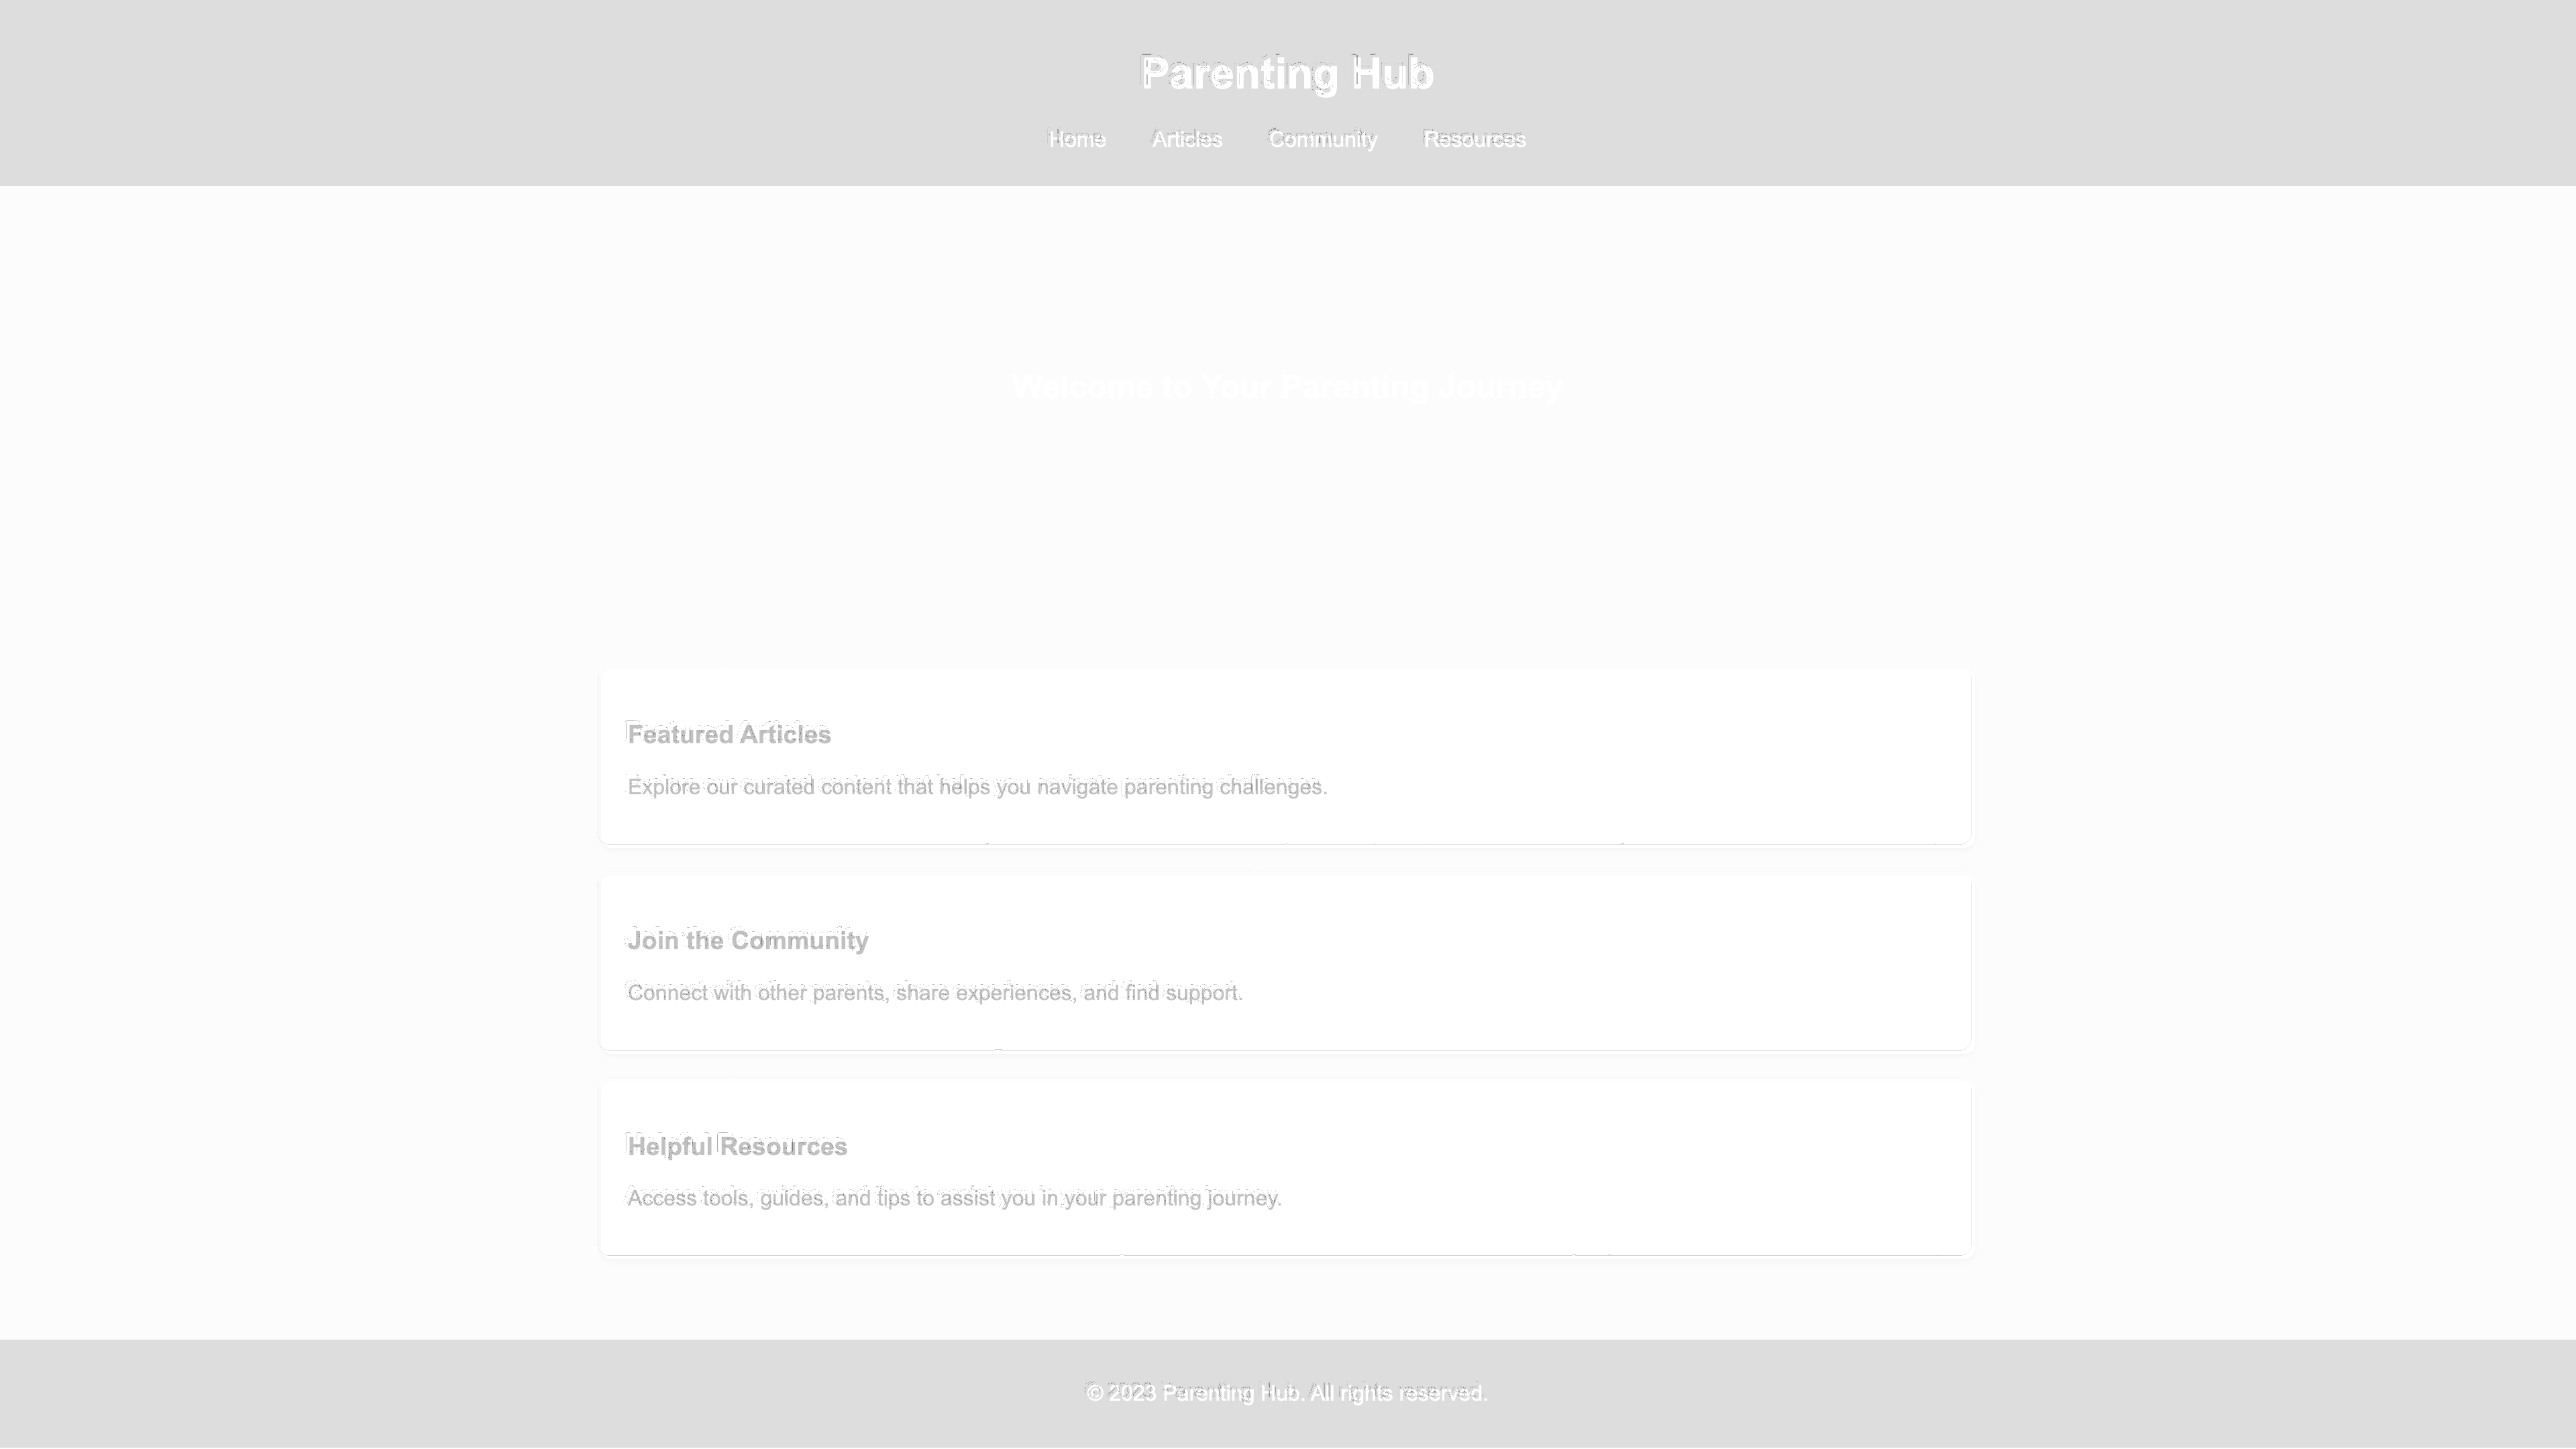 Parenting Hub
Home Articles Community Resources
Welcome to Your Parenting Journey
Featured Articles
Explore our curated content that helps you navigate parenting challenges.
Join the Community
Connect with other parents, share experiences, and find support.
Helpful Resources
Access tools, guides, and tips to assist you in your parenting journey.
© 2023 Parenting Hub. All rights reserved.